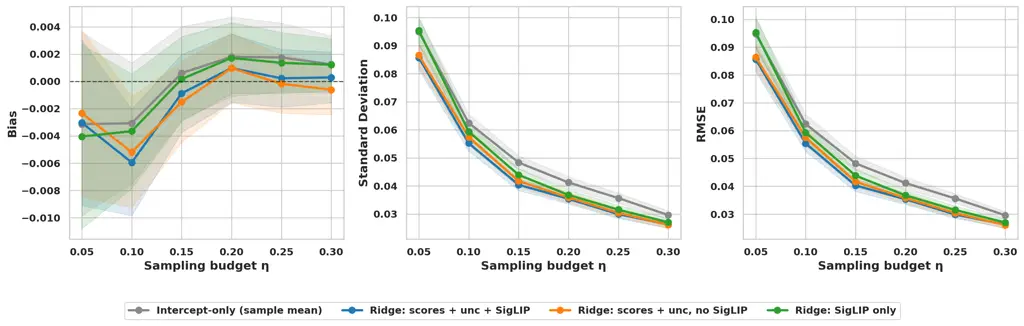 Bias
0.004
0.002
0.000
−0.002
−0.004
−0.006
−0.008
−0.010
0.05 0.10 0.15 0.20 0.25 0.30
Sampling budget η
Standard Deviation
0.10
0.09
0.08
0.07
0.06
0.05
0.04
0.03
0.05 0.10 0.15 0.20 0.25 0.30
Sampling budget η
RMSE
0.10
0.09
0.08
0.07
0.06
0.05
0.04
0.03
0.05 0.10 0.15 0.20 0.25 0.30
Sampling budget η
Intercept-only (sample mean) Ridge: scores + unc + SigLIP Ridge: scores + unc, no SigLIP Ridge: SigLIP only